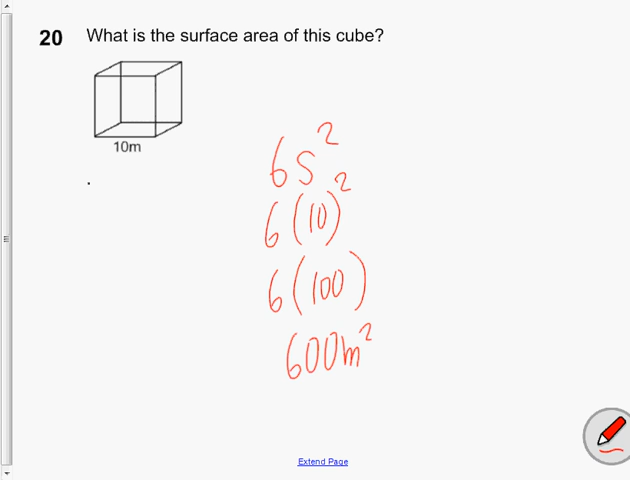 20 What is the surface area of this cube?
10m
6s²
6(10)²
6(100)
600m²
Extend Page